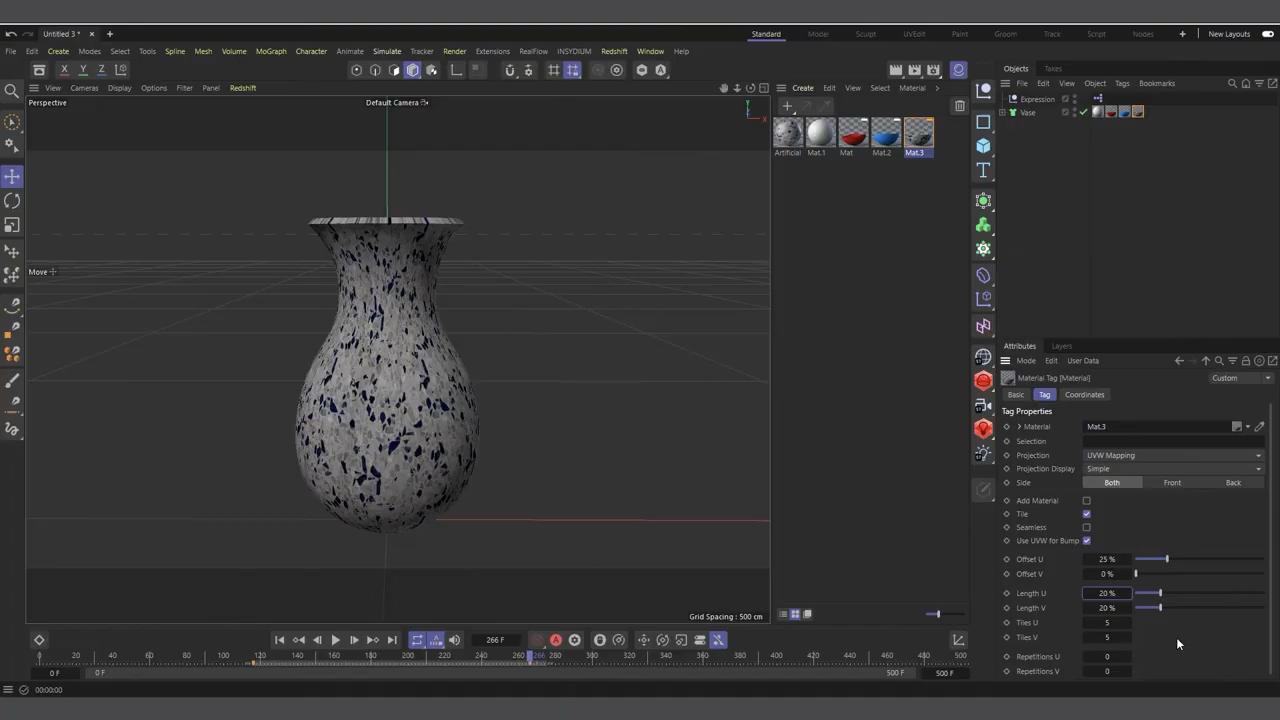 Untitled 3 *
Standard Model Sculpt UVEdit Paint Groom Track Script Nodes New Layouts
File Edit Create Modes Select Tools Spline Mesh Volume MoGraph Character Animate Simulate Tracker Render Extensions RealFlow INSYDIUM Redshift Window Help
X Y Z
Objects Takes
View Cameras Display Options Filter Panel Redshift
Create Edit View Select Material
File Edit View Object Tags Bookmarks
Perspective
Default Camera
Y
X
Expression
Vase
Artificial Mat.1 Mat Mat.2 Mat.3
Move
Attributes Layers
Mode Edit User Data
Material Tag [Material]
Custom
Basic Tag Coordinates
Tag Properties
Material Mat.3
Selection
Projection UVW Mapping
Projection Display Simple
Side Both Front Back
Add Material
Tile
Seamless
Use UVW for Bump
Offset U 25 %
Offset V 0 %
Length U 20 %
Length V 20 %
Tiles U 5
Tiles V 5
Repetitions U 0
Repetitions V 0
Grid Spacing : 500 cm
266 F
0 20 40 60 80 100 120 140 160 180 200 220 240 266 280 300 320 340 360 380 400 420 440 460 480 500
0 F 0 F 500 F 500 F
00:00:00